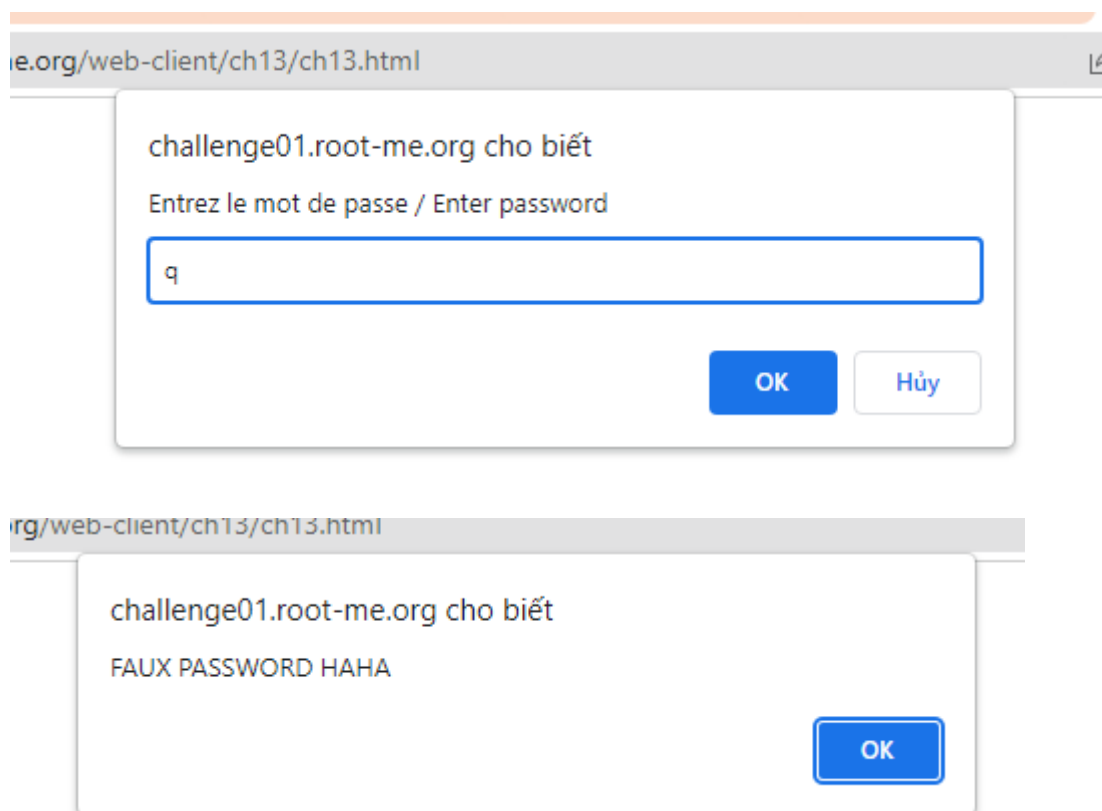 e.org/web-client/ch13/ch13.html
challenge01.root-me.org cho biết
Entrez le mot de passe / Enter password
q
OK Hủy
rg/web-client/ch13/ch13.html
challenge01.root-me.org cho biết
FAUX PASSWORD HAHA
OK